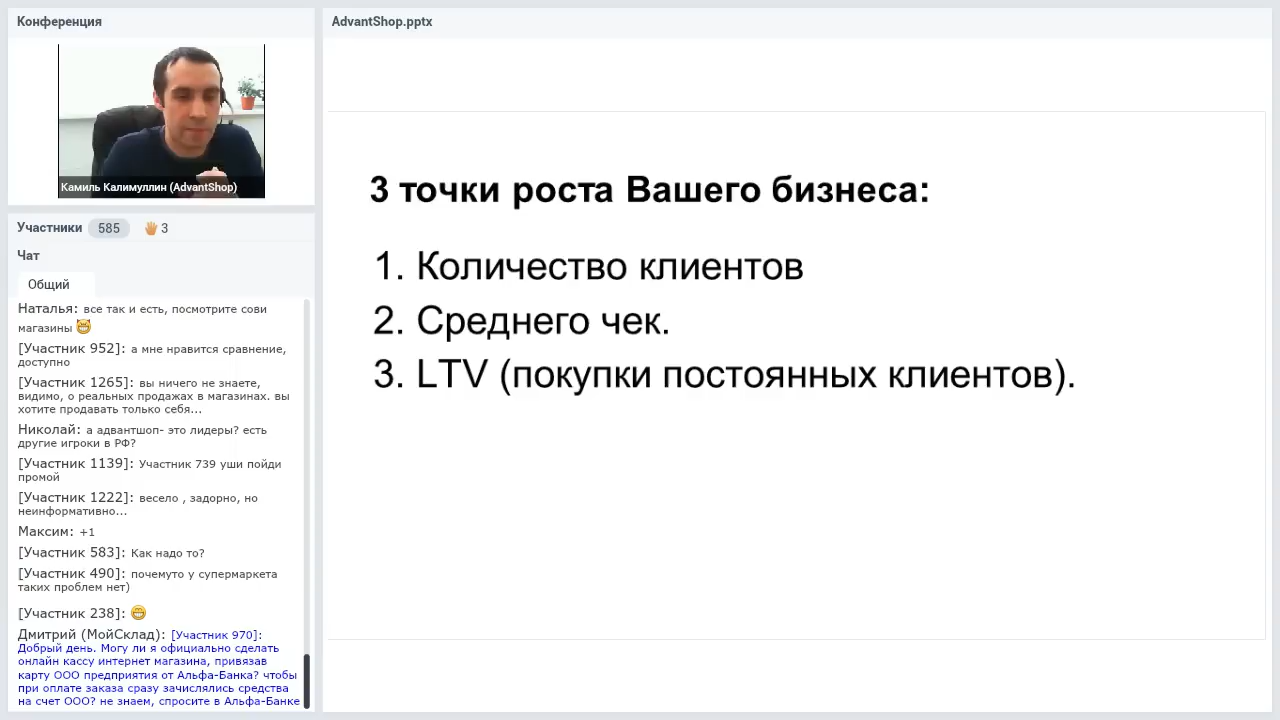 Конференция
Камиль Калимуллин (AdvantShop)
Участники 585 3
Чат
Общий
Наталья: все так и есть, посмотрите сови
магазины
[Участник 952]: а мне нравится сравнение,
доступно
[Участник 1265]: вы ничего не знаете,
видимо, о реальных продажах в магазинах. вы
хотите продавать только себя...
Николай: а адвантшоп- это лидеры? есть
другие игроки в РФ?
[Участник 1139]: Участник 739 уши пойди
промой
[Участник 1222]: весело , задорно, но
неинформативно...
Максим: +1
[Участник 583]: Как надо то?
[Участник 490]: почемуто у супермаркета
таких проблем нет)
[Участник 238]:
Дмитрий (МойСклад): [Участник 970]:
Добрый день. Могу ли я официально сделать
онлайн кассу интернет магазина, привязав
карту ООО предприятия от Альфа-Банка? чтобы
при оплате заказа сразу зачислялись средства
на счет ООО? не знаем, спросите в Альфа-Банке
AdvantShop.pptx
3 точки роста Вашего бизнеса:
1. Количество клиентов
2. Среднего чек.
3. LTV (покупки постоянных клиентов).